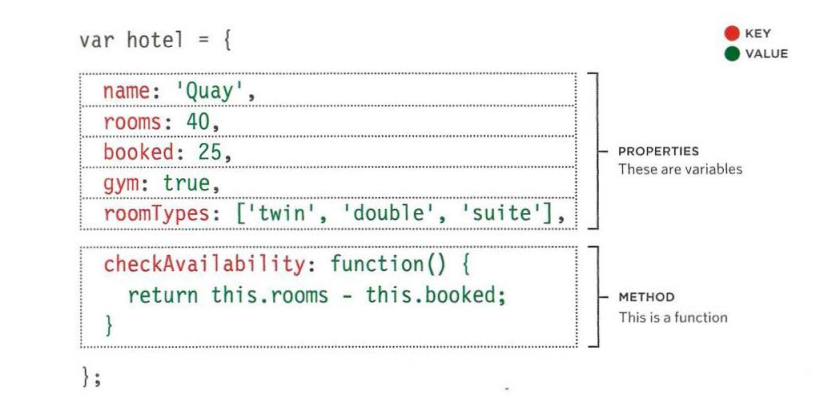 var hotel = {
KEY
VALUE
name: 'Quay',
rooms: 40,
booked: 25,
gym: true,
roomTypes: ['twin', 'double', 'suite'],
PROPERTIES
These are variables
checkAvailability: function() {
return this.rooms - this.booked;
}
METHOD
This is a function
};